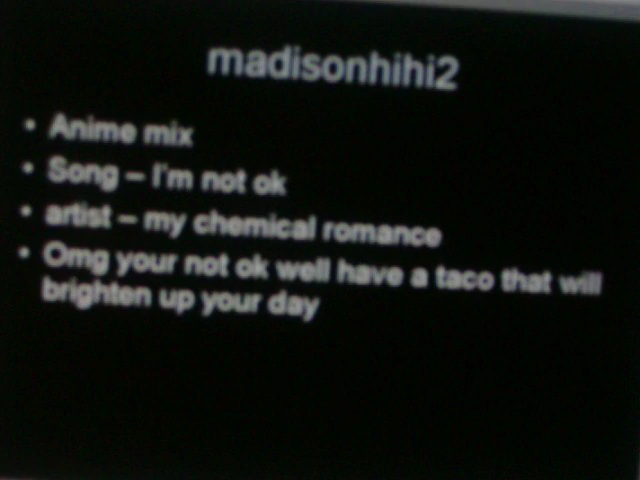 madisonhihi2
• Anime mix
• Song – I'm not ok
• artist – my chemical romance
• Omg your not ok well have a taco that will
brighten up your day